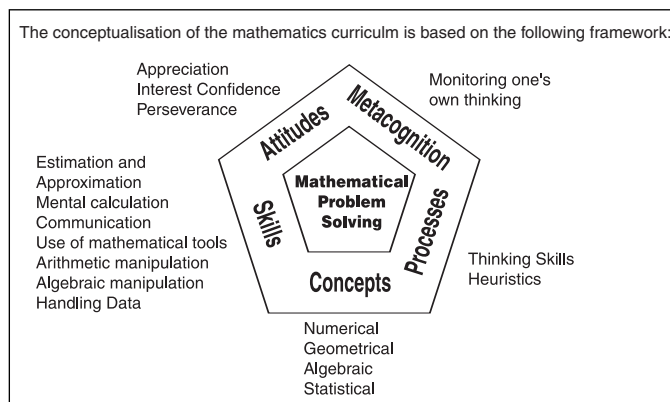 The conceptualisation of the mathematics curriculm is based on the following framework:
Appreciation
Interest Confidence
Perseverance
Monitoring one's
own thinking
Attitudes
Metacognition
Estimation and
Approximation
Mental calculation
Communication
Use of mathematical tools
Arithmetic manipulation
Algebraic manipulation
Handling Data
Skills
Mathematical
Problem
Solving
Processes
Thinking Skills
Heuristics
Concepts
Numerical
Geometrical
Algebraic
Statistical